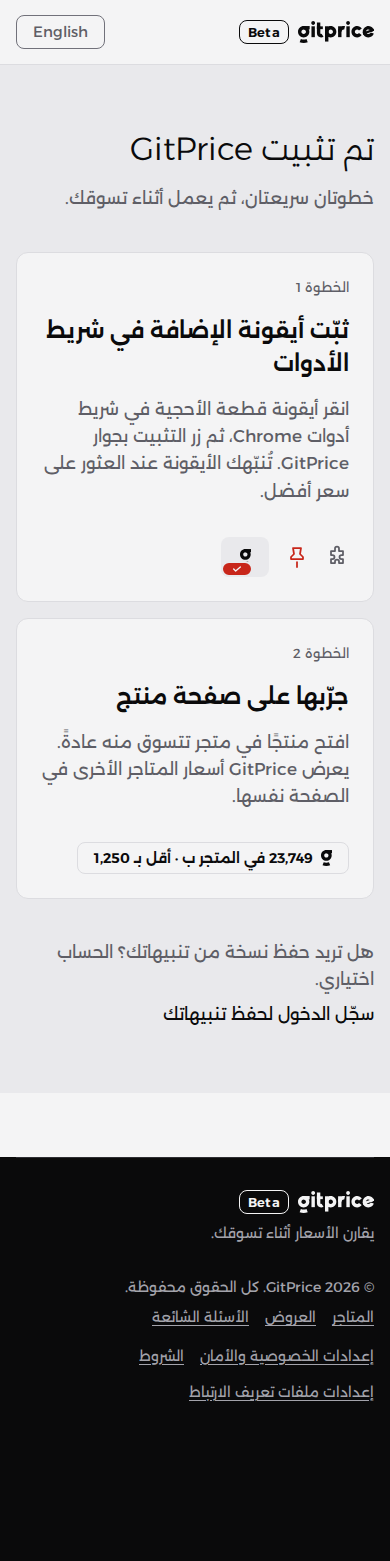 gitprice Beta
English
تم تثبيت GitPrice
خطوتان سريعتان، ثم يعمل أثناء تسوقك.
الخطوة 1
ثبّت أيقونة الإضافة في شريط
الأدوات
انقر أيقونة قطعة الأحجية في شريط
أدوات Chrome، ثم زر التثبيت بجوار
GitPrice. تُنبّهك الأيقونة عند العثور على
سعر أفضل.
الخطوة 2
جرّبها على صفحة منتج
افتح منتجًا في متجر تتسوق منه عادةً.
يعرض GitPrice أسعار المتاجر الأخرى في
الصفحة نفسها.
23,749 في المتجر ب · أقل بـ 1,250
هل تريد حفظ نسخة من تنبيهاتك؟ الحساب
اختياري.
سجّل الدخول لحفظ تنبيهاتك
gitprice Beta
يقارن الأسعار أثناء تسوقك.
© 2026 GitPrice. كل الحقوق محفوظة.
المتاجر العروض الأسئلة الشائعة
إعدادات الخصوصية والأمان الشروط
إعدادات ملفات تعريف الارتباط